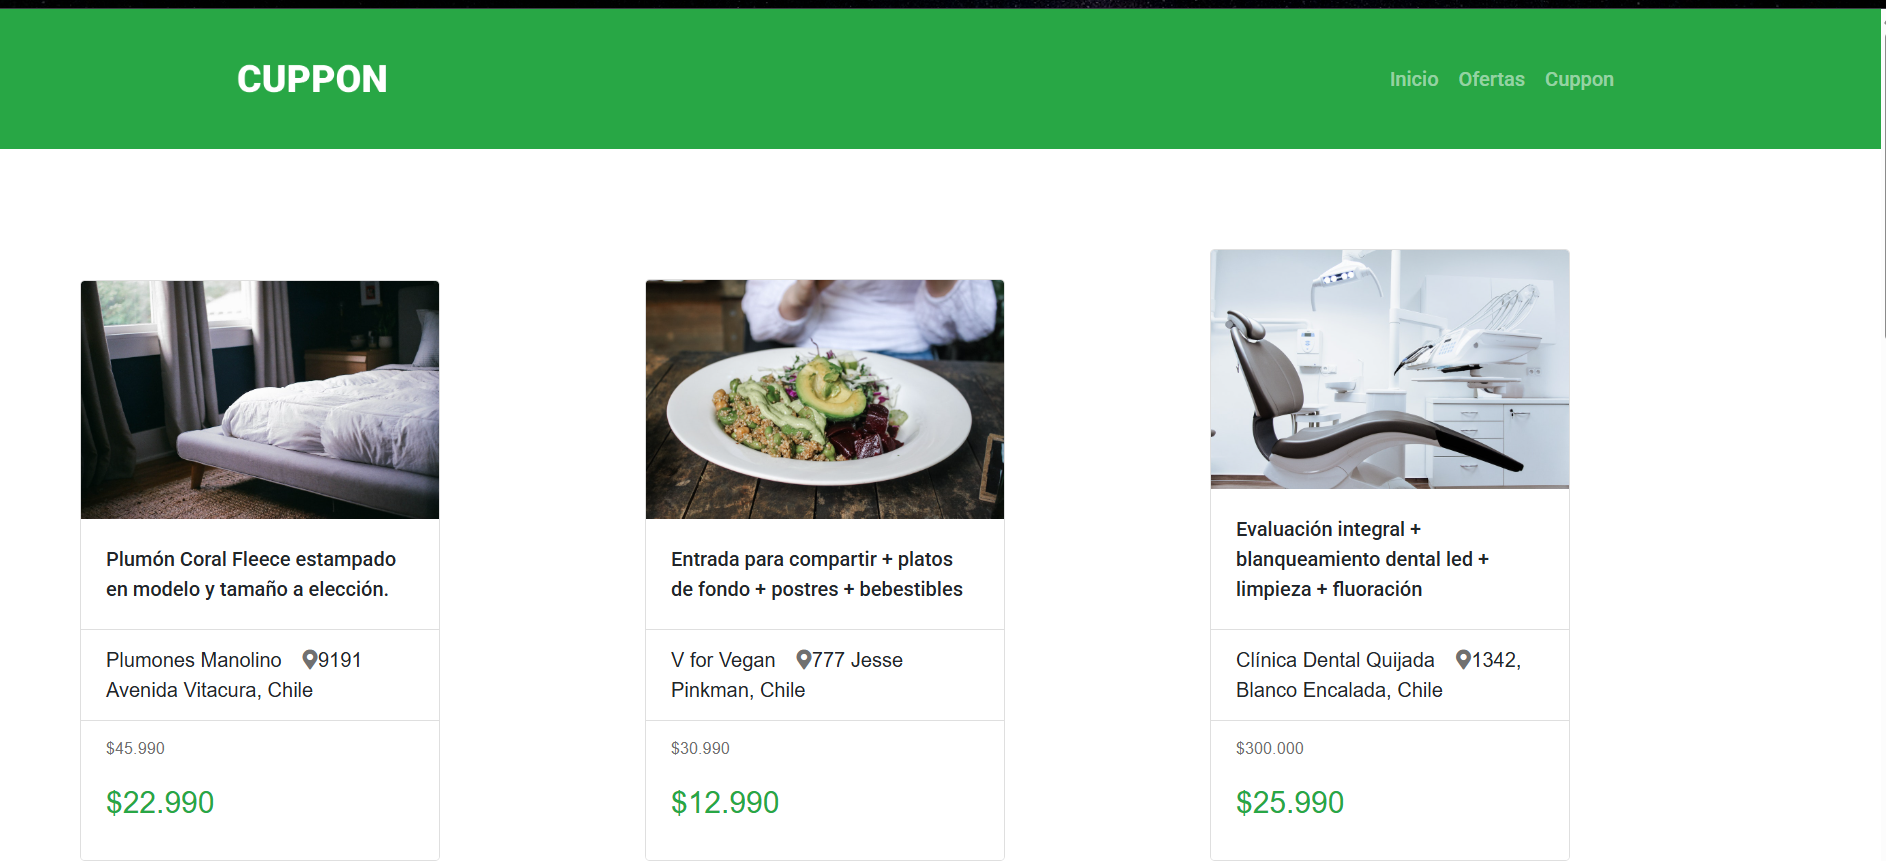 CUPPON
Inicio Ofertas Cuppon
Plumón Coral Fleece estampado
en modelo y tamaño a elección.
Plumones Manolino 9191
Avenida Vitacura, Chile
$45.990
$22.990
Entrada para compartir + platos
de fondo + postres + bebestibles
V for Vegan 777 Jesse
Pinkman, Chile
$30.990
$12.990
Evaluación integral +
blanqueamiento dental led +
limpieza + fluoración
Clínica Dental Quijada 1342,
Blanco Encalada, Chile
$300.000
$25.990